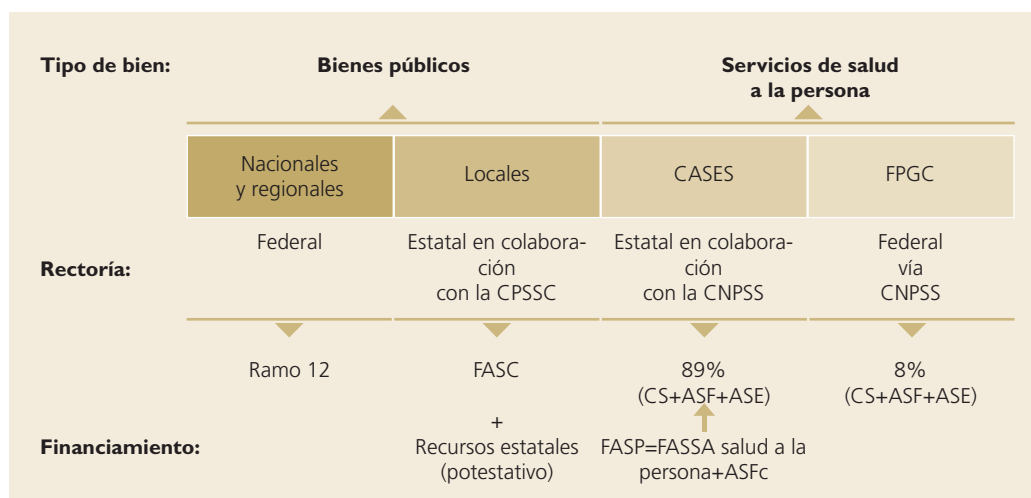 Tipo de bien:
Bienes públicos
Servicios de salud
a la persona
Nacionales
y regionales
Locales
CASES
FPGC
Rectoría:
Federal
Estatal en colabora-
ción
con la CPSSC
Estatal en colabora-
ción
con la CNPSS
Federal
vía
CNPSS
Financiamiento:
Ramo 12
FASC
+
Recursos estatales
(potestativo)
89%
(CS+ASF+ASE)
FASP=FASSA salud a la
persona+ASFc
8%
(CS+ASF+ASE)